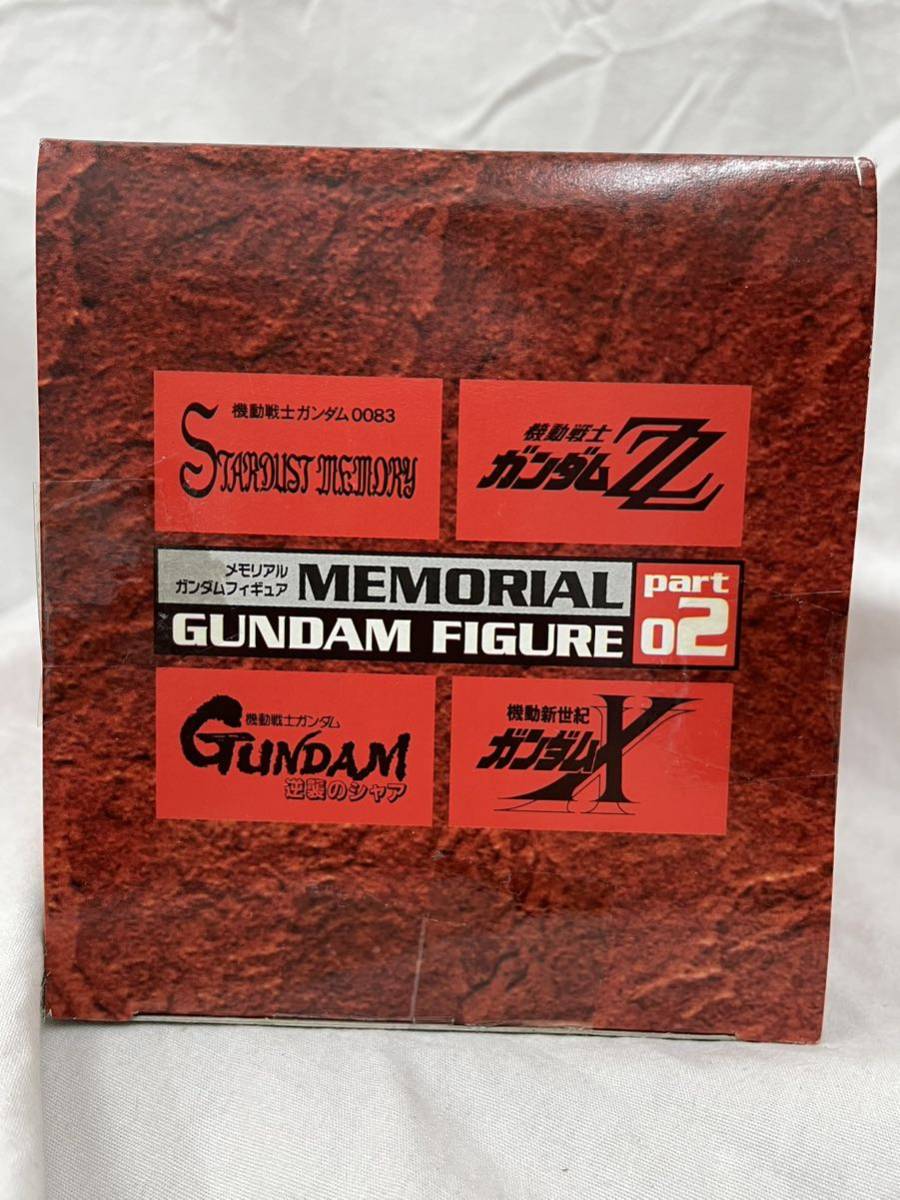 機動戦士ガンダム0083
STARDUST MEMORY
機動戦士
ガンダムZZ
メモリアル
ガンダムフィギュア
MEMORIAL
GUNDAM FIGURE
part
02
機動戦士ガンダム
GUNDAM
逆襲のシャア
機動新世紀
ガンダムX